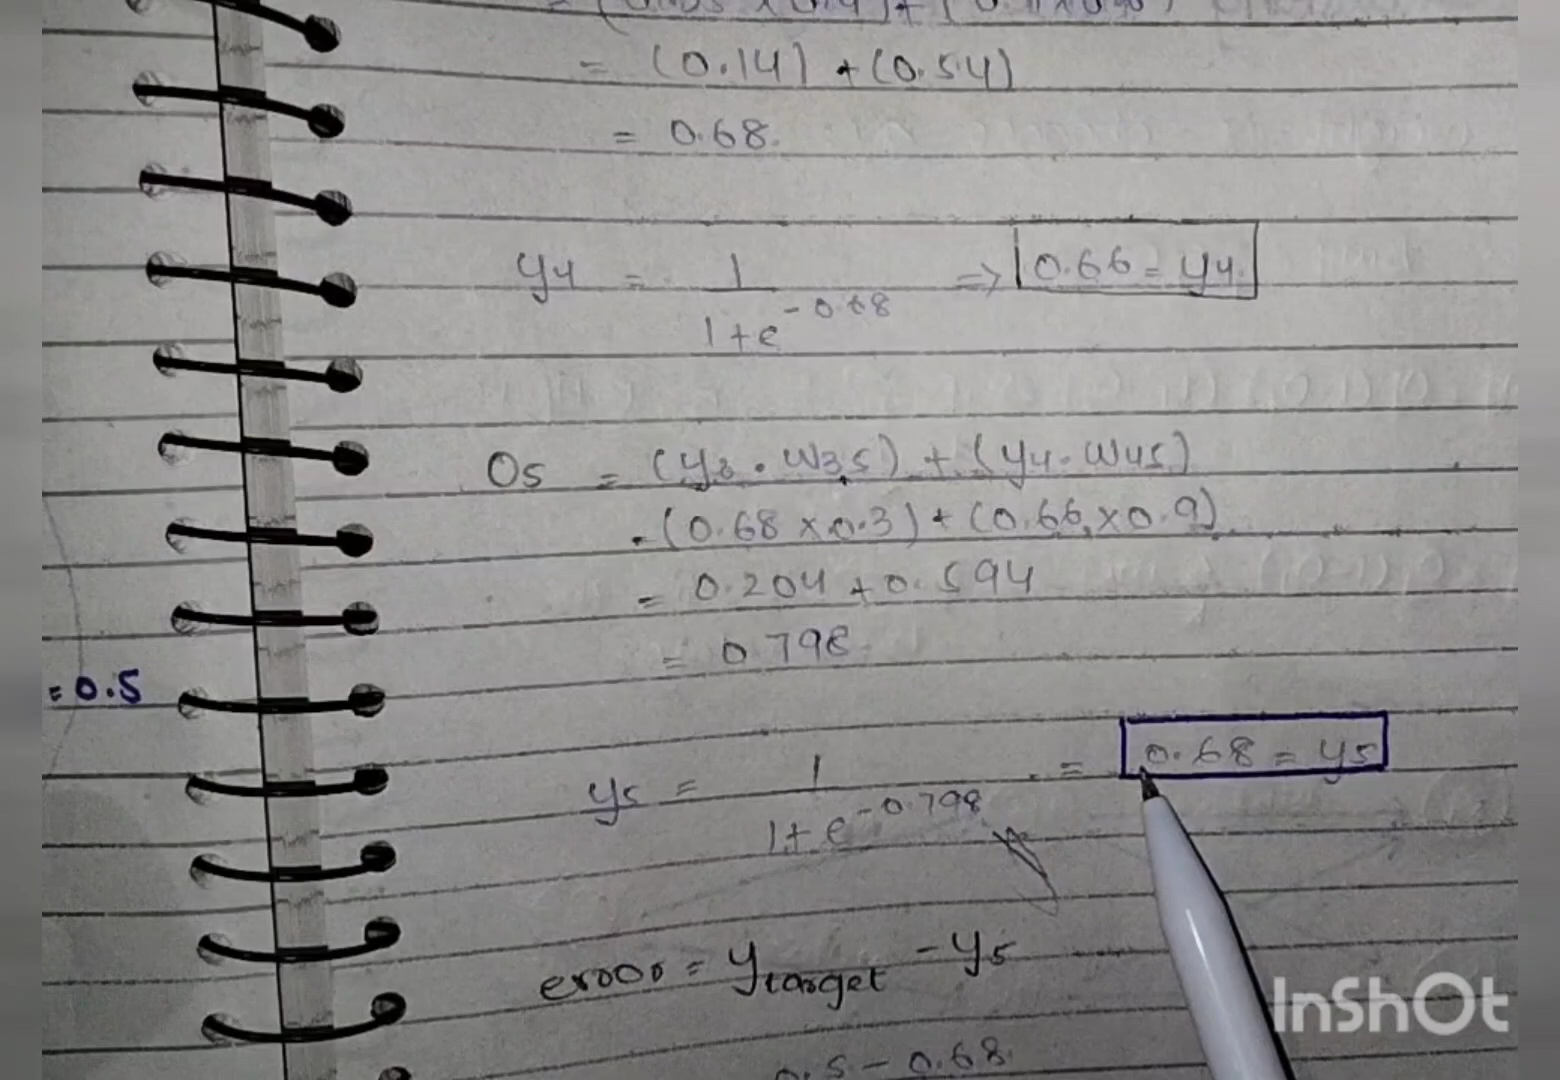 = (0.14) + (0.54)
= 0.68.
y4 = 1 / 1+e^-0.68 => 0.66 = y4.
O5 = (y3 . w35) + (y4 . w45)
= (0.68 x 0.3) + (0.66 x 0.9)
= 0.204 + 0.594
= 0.798
= 0.5
y5 = 1 / 1+e^-0.798 = 0.68 = y5
error = ytarget - y5
0.5 - 0.68
InShOt